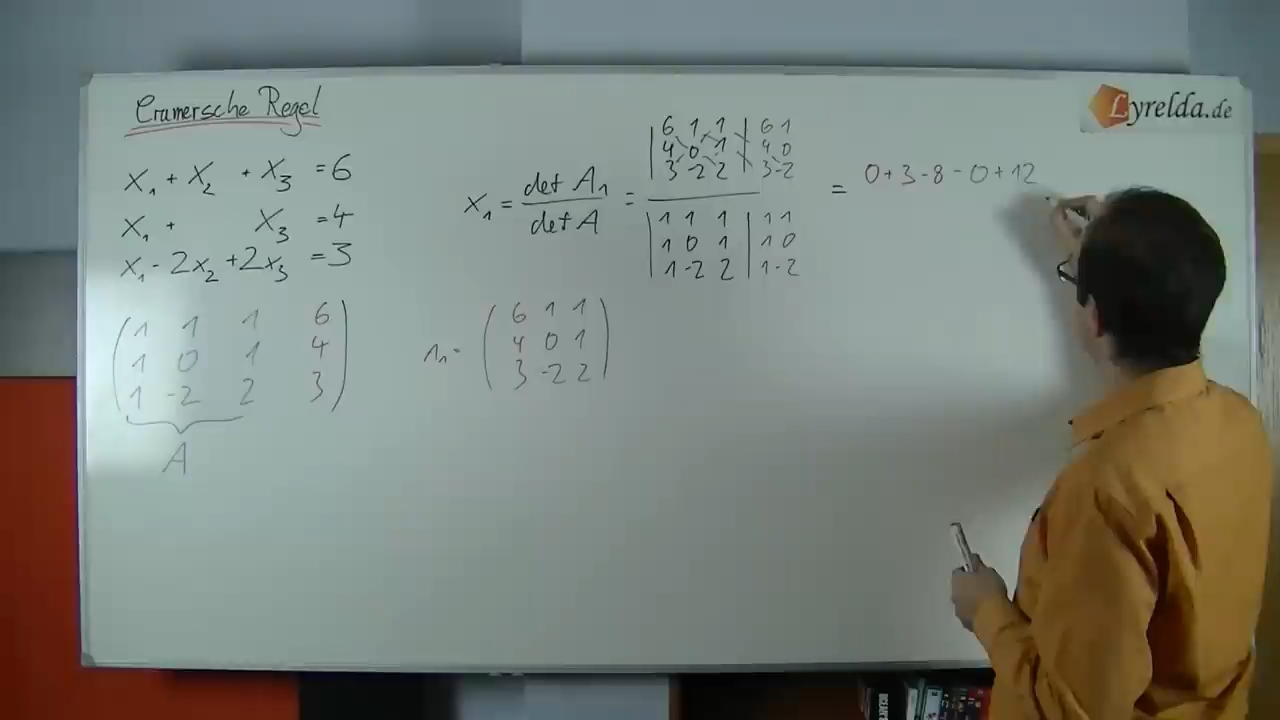 Cramersche Regel
Lyrelda.de
x₁ + x₂ + x₃ = 6
x₁ + x₃ = 4
x₁ - 2x₂ + 2x₃ = 3
1 1 1 6
1 0 1 4
1 -2 2 3
A
6 1 1
4 0 1
3 -2 2
x₁ = det A₁ / det A =
6 1 1 | 6 1
4 0 1 | 4 0
3 -2 2 | 3 -2
1 1 1 | 1 1
1 0 1 | 1 0
1 -2 2 | 1 -2
= 0 + 3 - 8 - 0 + 12